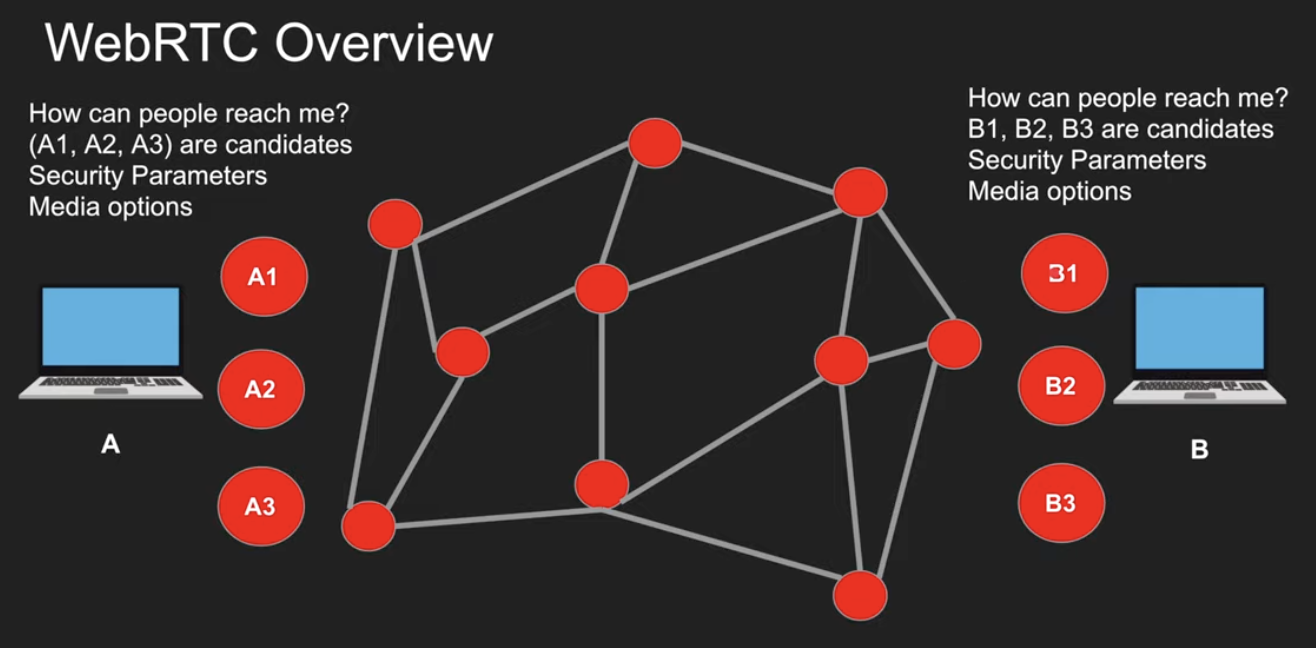 WebRTC Overview
How can people reach me?
(A1, A2, A3) are candidates
Security Parameters
Media options
How can people reach me?
B1, B2, B3 are candidates
Security Parameters
Media options
A1
A2
A3
A
B1
B2
B3
B